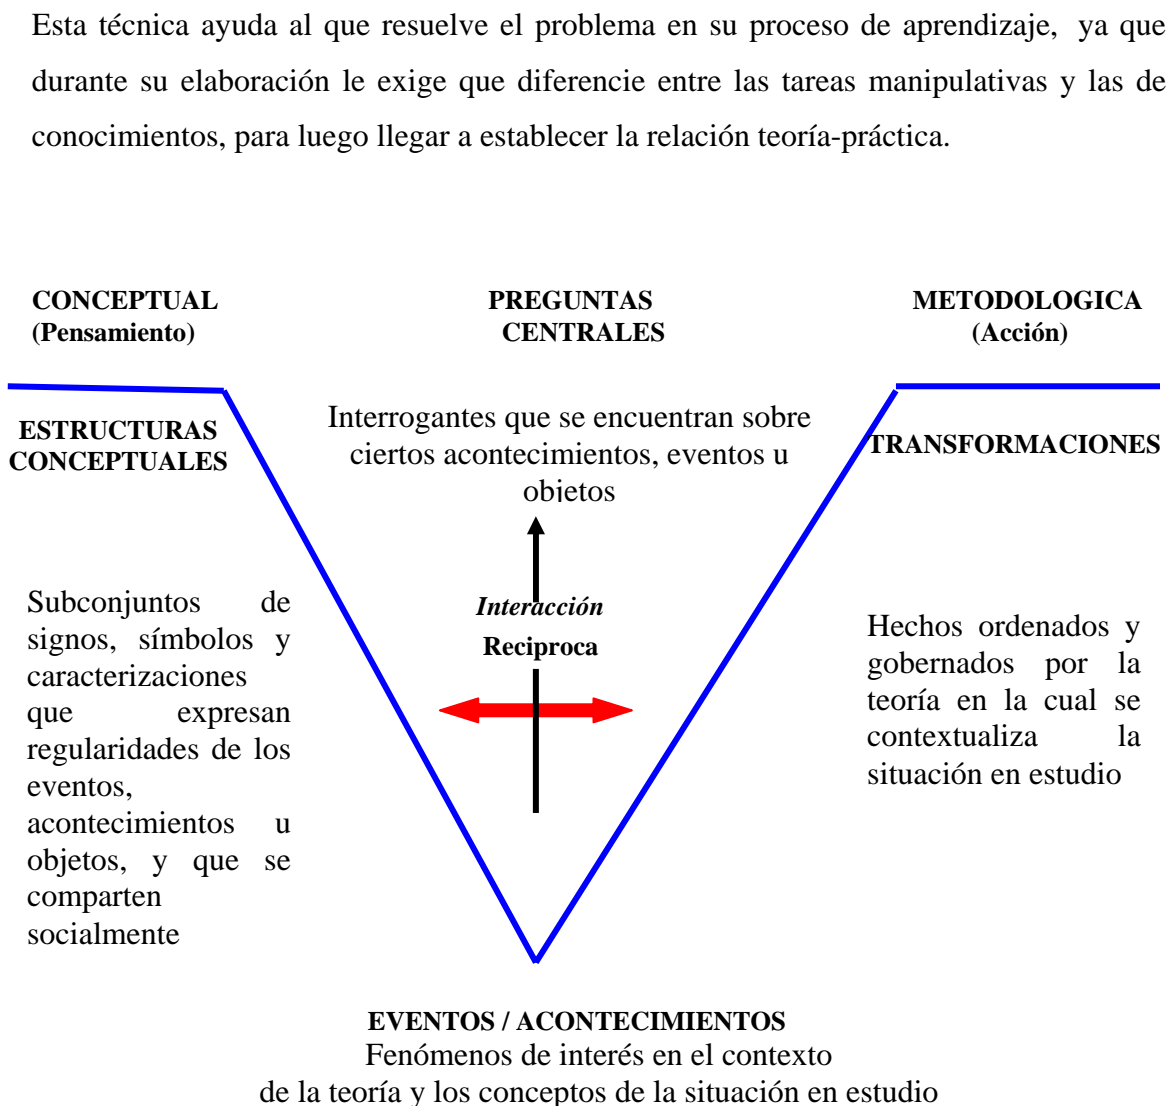 Esta técnica ayuda al que resuelve el problema en su proceso de aprendizaje, ya que
durante su elaboración le exige que diferencie entre las tareas manipulativas y las de
conocimientos, para luego llegar a establecer la relación teoría-práctica.
CONCEPTUAL
(Pensamiento)
PREGUNTAS
CENTRALES
METODOLOGICA
(Acción)
ESTRUCTURAS
CONCEPTUALES
Interrogantes que se encuentran sobre
ciertos acontecimientos, eventos u
objetos
TRANSFORMACIONES
Subconjuntos de
signos, símbolos y
caracterizaciones
que expresan
regularidades de los
eventos,
acontecimientos u
objetos, y que se
comparten
socialmente
Interacción
Reciproca
Hechos ordenados y
gobernados por la
teoría en la cual se
contextualiza la
situación en estudio
EVENTOS / ACONTECIMIENTOS
Fenómenos de interés en el contexto
de la teoría y los conceptos de la situación en estudio